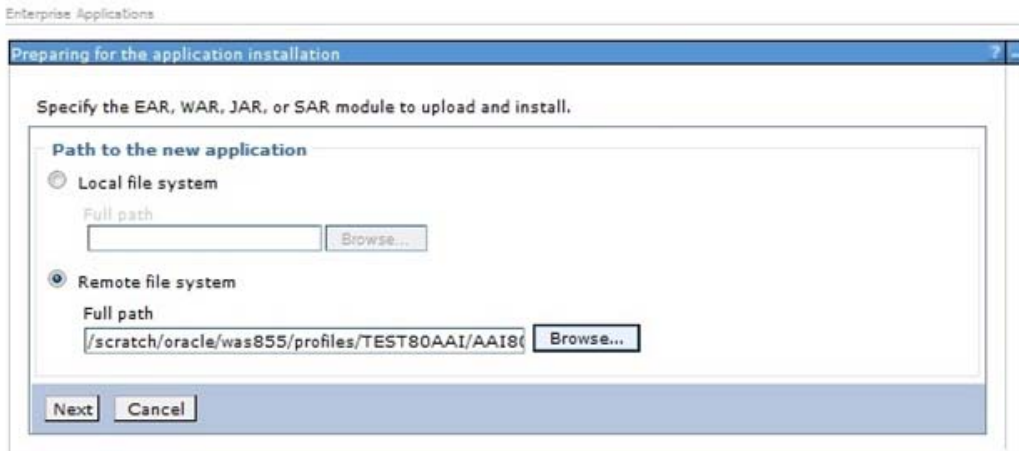 Enterprise Applications
Preparing for the application installation ? -
Specify the EAR, WAR, JAR, or SAR module to upload and install.
Path to the new application
Local file system
Full path
Browse...
Remote file system
Full path
/scratch/oracle/was855/profiles/TEST80AAI/AAI80 Browse...
Next Cancel